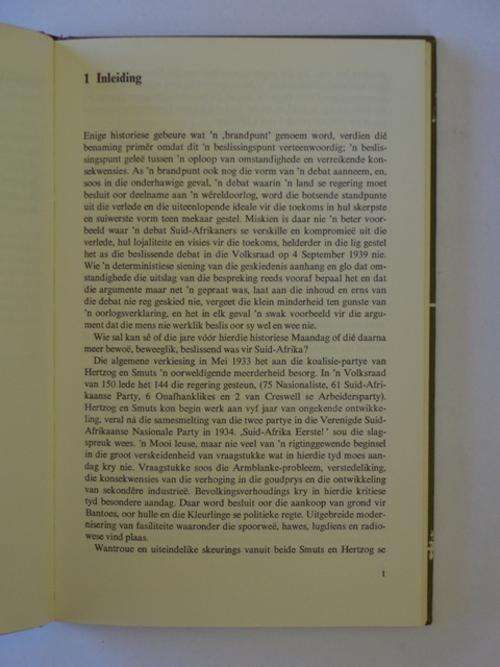 1 Inleiding
Enige historiese gebeure wat 'n ‚brandpunt' genoem word, verdien dié
benaming primêr omdat dit 'n beslissingspunt verteenwoordig; 'n beslis-
singspunt geleë tussen 'n oploop van omstandighede en verreikende kon-
sekwensies. As 'n brandpunt ook nog die vorm van 'n debat aanneem, en,
soos in die onderhawige geval, 'n debat waarin 'n land se regering moet
besluit oor deelname aan 'n wêreldoorlog, word die botsende standpunte
uit die verlede en die uiteenlopende ideale vir die toekoms in hul skerpste
en suiwerste vorm teen mekaar gestel. Miskien is daar nie 'n beter voor-
beeld waar 'n debat Suid-Afrikaners se verskille en kompromieë uit die
verlede, hul lojaliteite en visies vir die toekoms, helderder in die lig gestel
het as die beslissende debat in die Volksraad op 4 September 1939 nie.
Wie 'n deterministiese siening van die geskiedenis aanhang en glo dat om-
standighede die uitslag van die bespreking reeds vooraf bepaal het en dat
die argumente maar net 'n gepraat was, laat aan die inhoud en erns van
die debat nie reg geskied nie, vergeet die klein minderheid ten gunste van
'n oorlogsverklaring, en het in elk geval 'n swak voorbeeld vir die argu-
ment dat die mens nie werklik beslis oor sy wel en wee nie.
Wie sal kan sê of die jare vóór hierdie historiese Maandag of dié daarna
meer bewoë, beweeglik, beslissend was vir Suid-Afrika?
Die algemene verkiesing in Mei 1933 het aan die koalisie-partye van
Hertzog en Smuts 'n oorweldigende meerderheid besorg. In 'n Volksraad
van 150 lede het 144 die regering gesteun, (75 Nasionaliste, 61 Suid-Afri-
kaanse Party, 6 Onafhanklikes en 2 van Creswell se Arbeidersparty).
Hertzog en Smuts kon begin werk aan vyf jaar van ongekende ontwikke-
ling, veral ná die samesmelting van die twee partye in die Verenigde Suid-
Afrikaanse Nasionale Party in 1934. ‚Suid-Afrika Eerste!' sou die slag-
spreuk wees. 'n Mooi leuse, maar nie veel van 'n rigtinggewende beginsel
in die groot verskeidenheid van vraagstukke wat in hierdie tyd moes aan-
dag kry nie. Vraagstukke soos die Armblanke-probleem, verstedeliking,
die konsekwensies van die verhoging in die goudprys en die ontwikkeling
van sekondêre industrieë. Bevolkingsverhoudings kry in hierdie kritiese
tyd besondere aandag. Daar word besluit oor die aankoop van grond vir
Bantoes, oor hulle en die Kleurlinge se politieke regte. Uitgebreide moder-
nisering van fasiliteite waaronder die spoorweë, hawes, lugdiens en radio-
wese vind plaas.
Wantroue en uiteindelike skeurings vanuit beide Smuts en Hertzog se
1